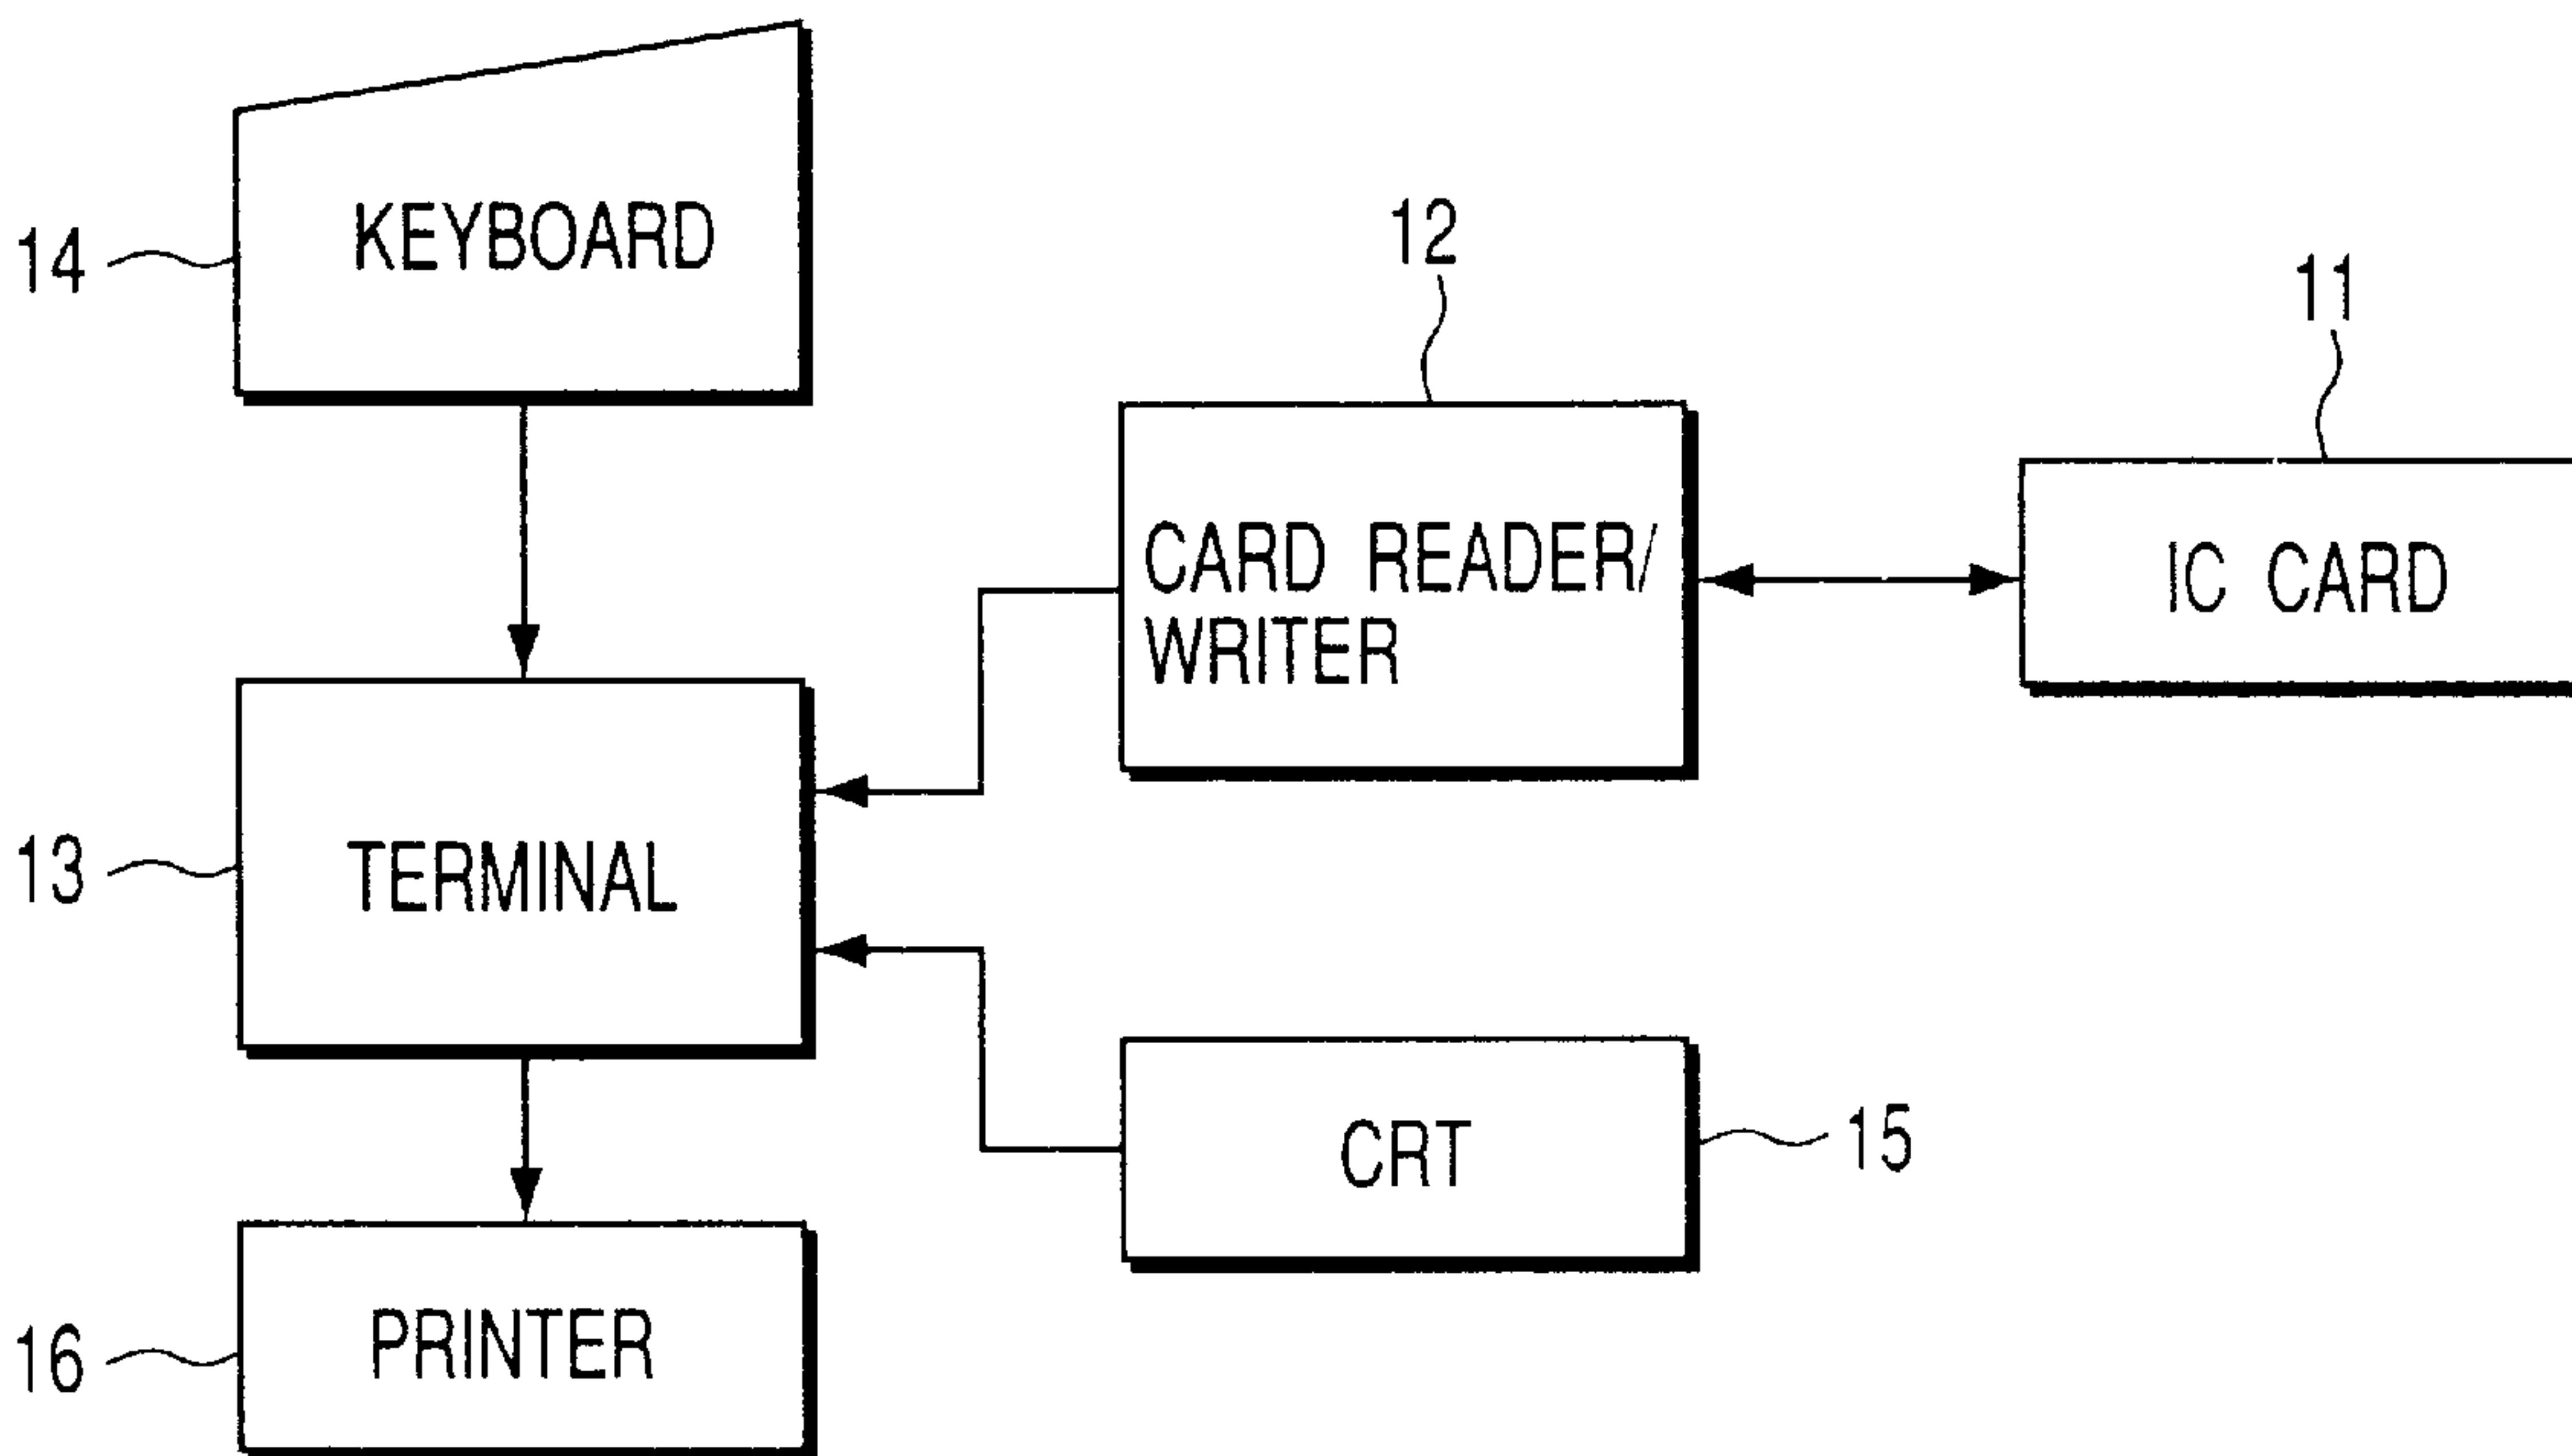 KEYBOARD
14
12
11
CARD READER/
WRITER
IC CARD
13
TERMINAL
CRT
15
16
PRINTER